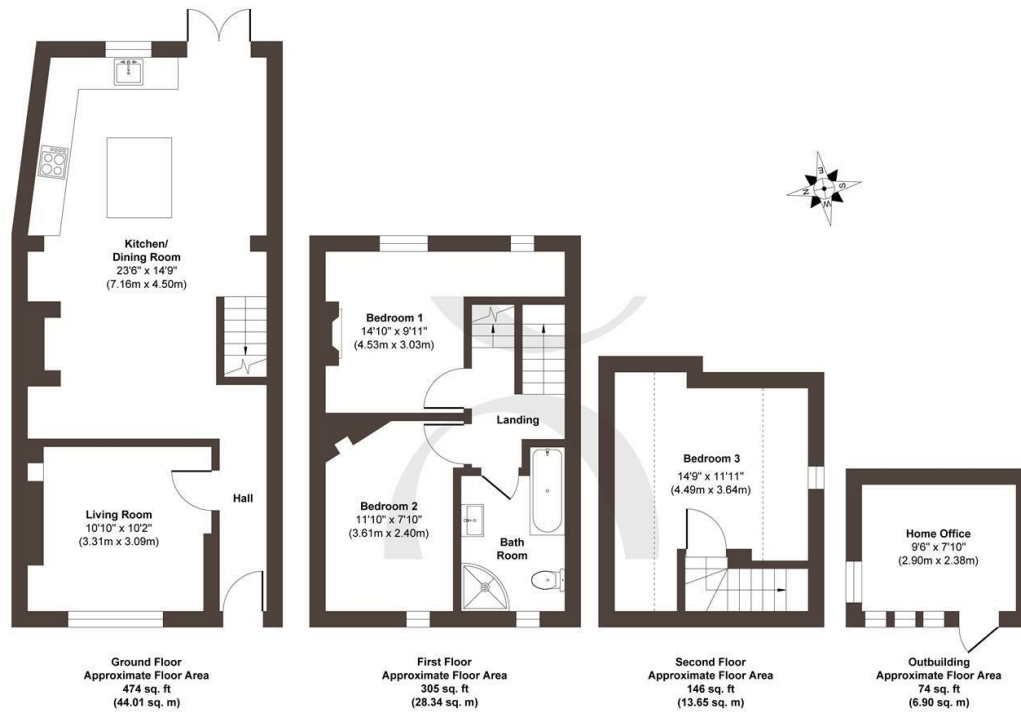 Kitchen/
Dining Room
23'6" x 14'9"
(7.16m x 4.50m)
Living Room
10'10" x 10'2"
(3.31m x 3.09m)
Hall
Ground Floor
Approximate Floor Area
474 sq. ft
(44.01 sq. m)
Bedroom 1
14'10" x 9'11"
(4.53m x 3.03m)
Landing
Bedroom 2
11'10" x 7'10"
(3.61m x 2.40m)
Bath
Room
First Floor
Approximate Floor Area
305 sq. ft
(28.34 sq. m)
E
N
S
W
Bedroom 3
14'9" x 11'11"
(4.49m x 3.64m)
Second Floor
Approximate Floor Area
146 sq. ft
(13.65 sq. m)
Home Office
9'6" x 7'10"
(2.90m x 2.38m)
Outbuilding
Approximate Floor Area
74 sq. ft
(6.90 sq. m)